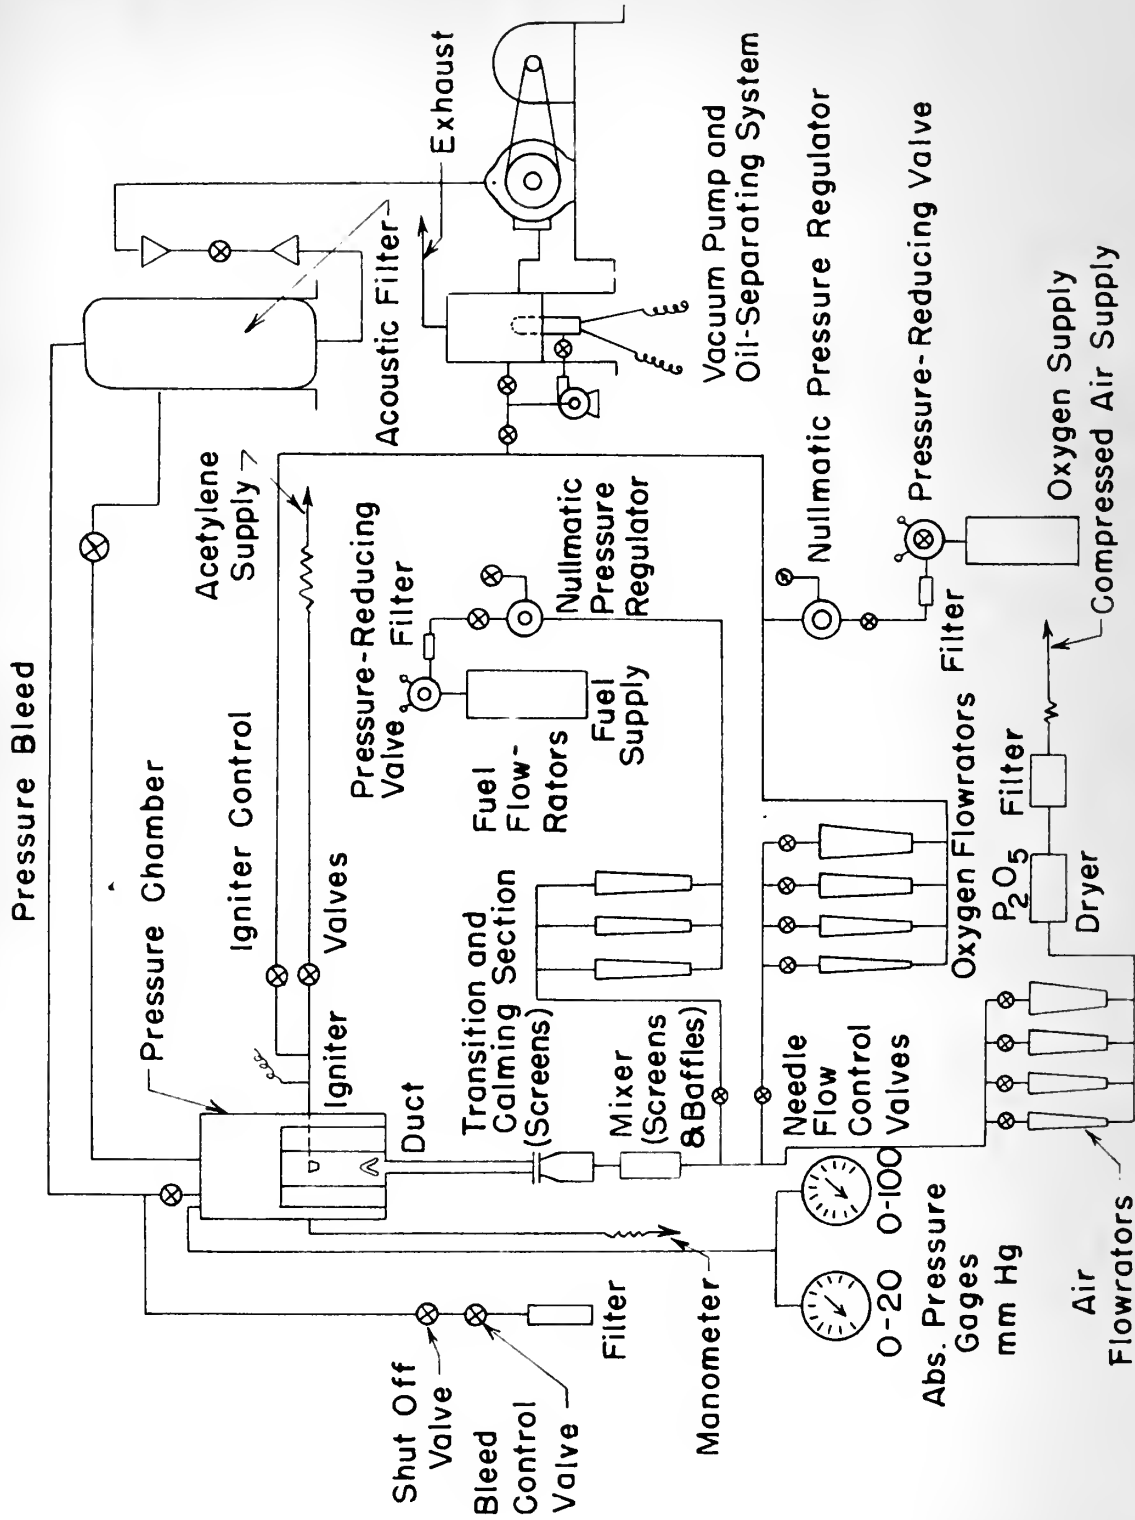 Pressure Bleed
Pressure Chamber
Igniter Control
Valves
Acetylene
Supply
Acoustic Filter
Exhaust
Vacuum Pump and
Oil-Separating System
Nullmatic Pressure Regulator
Pressure-Reducing Valve
Oxygen Supply
Compressed Air Supply
Filter
Pressure-Reducing
Valve
Filter
Nullmatic
Pressure
Regulator
Fuel
Supply
Fuel
Flow-
Rators
Igniter
Duct
Transition and
Calming Section
(Screens)
Mixer
(Screens
& Baffles)
Needle
Flow
Control
Valves
Oxygen Flowrators
P2O5
Dryer
Filter
Shut Off
Valve
Bleed
Control
Valve
Filter
Manometer
0-20
0-100
Abs. Pressure
Gages
mm Hg
Air
Flowrators